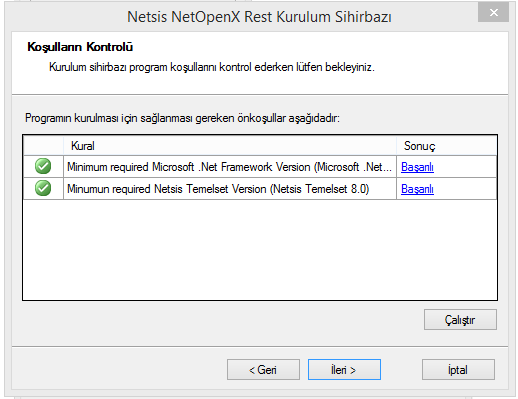 Netsis NetOpenX Rest Kurulum Sihirbazı
Koşulların Kontrolü
Kurulum sihirbazı program koşullarını kontrol ederken lütfen bekleyiniz.
Programın kurulması için sağlanması gereken önkoşullar aşağıdadır:
Kural Sonuç
Minimum required Microsoft .Net Framework Version (Microsoft .Net... Başarılı
Minumun required Netsis Temelset Version (Netsis Temelset 8.0) Başarılı
Çalıştır
< Geri İleri > İptal